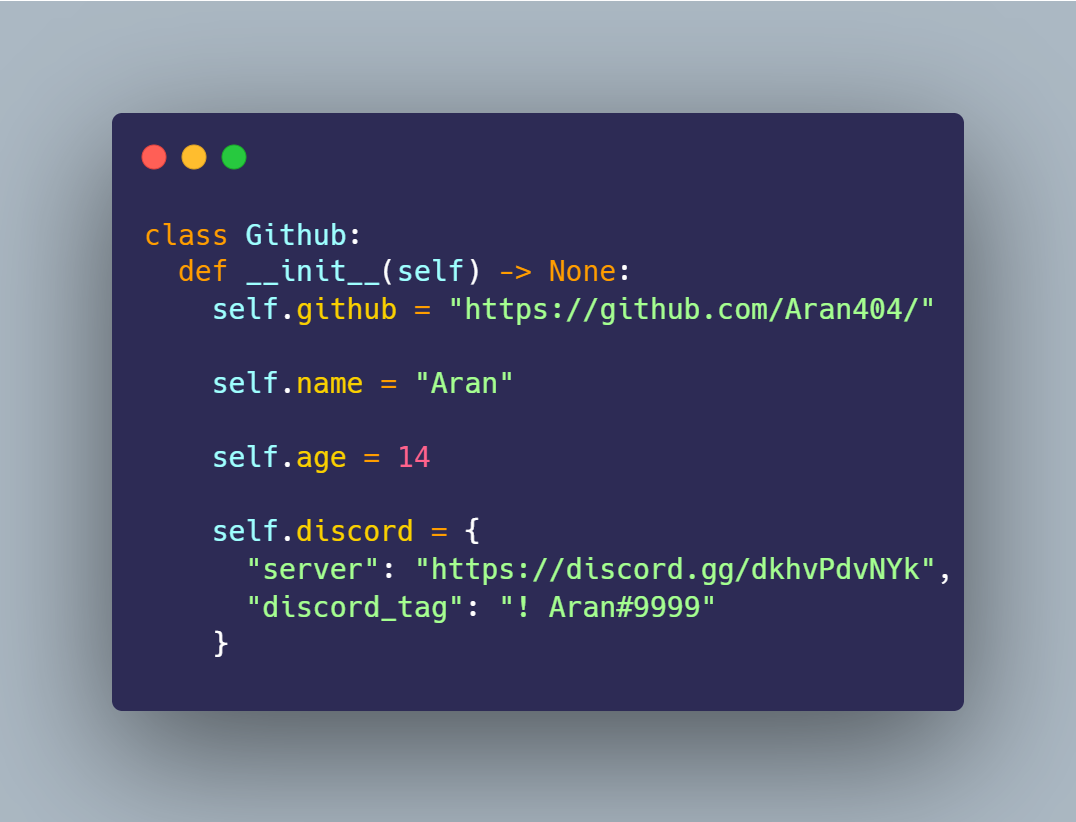 class Github:
  def __init__(self) -> None:
    self.github = "https://github.com/Aran404/"

    self.name = "Aran"

    self.age = 14

    self.discord = {
      "server": "https://discord.gg/dkhvPdvNYk",
      "discord_tag": "! Aran#9999"
    }